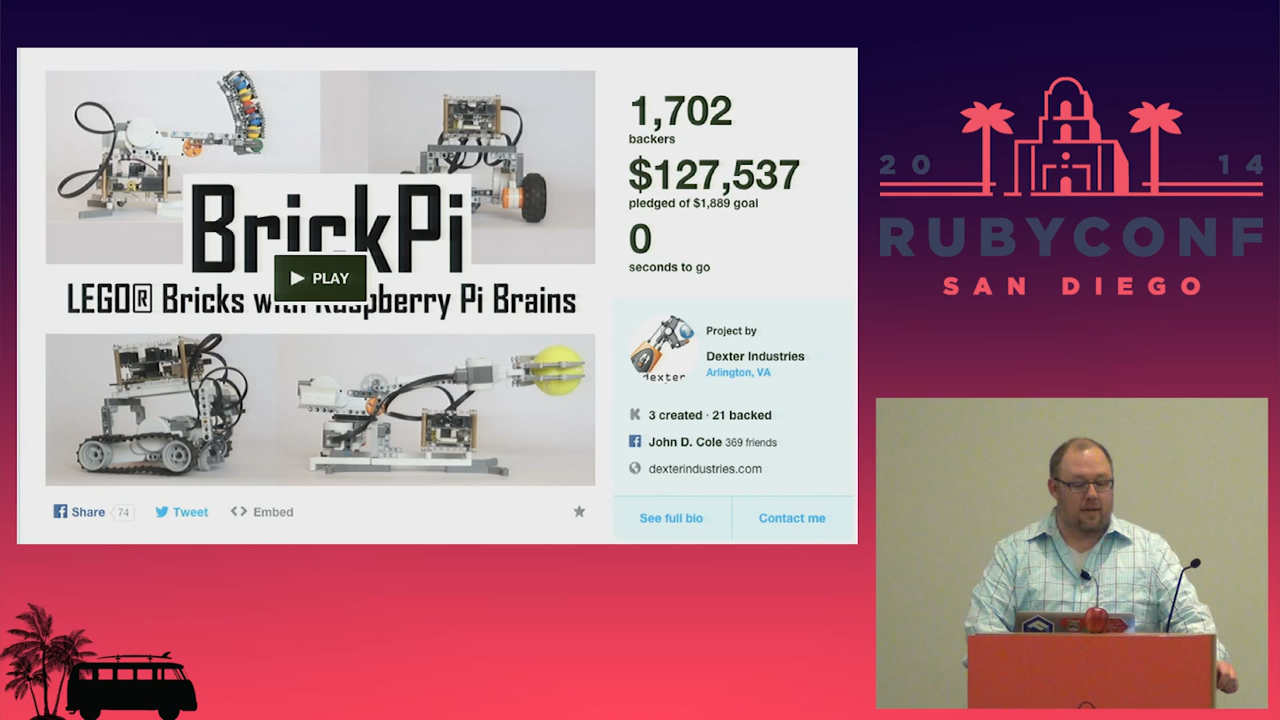 BrickPi
PLAY
LEGO® Bricks with Raspberry Pi Brains
Share 74
Tweet
Embed
1,702
backers
$127,537
pledged of $1,889 goal
0
seconds to go
dexter
Project by
Dexter Industries
Arlington, VA
3 created · 21 backed
John D. Cole 369 friends
dexterindustries.com
See full bio
Contact me
20 14
RUBYCONF
SAN DIEGO